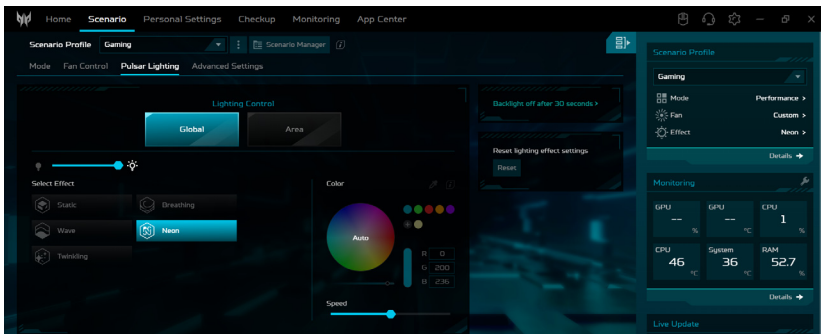 Home Scenario Personal Settings Checkup Monitoring App Center
Scenario Profile Gaming Scenario Manager
Mode Fan Control Pulsar Lighting Advanced Settings
Lighting Control
Global Area
Select Effect
Static Breathing
Wave Neon
Twinkling
Color
Auto
R 0
G 200
B 236
Speed
Backlight off after 30 seconds >
Reset lighting effect settings
Reset
Scenario Profile
Gaming
Mode Performance >
Fan Custom >
Effect Neon >
Details →
Monitoring
GPU GPU CPU
-- -- 1
% °C %
CPU System RAM
46 36 52.7
°C °C %
Details →
Live Update